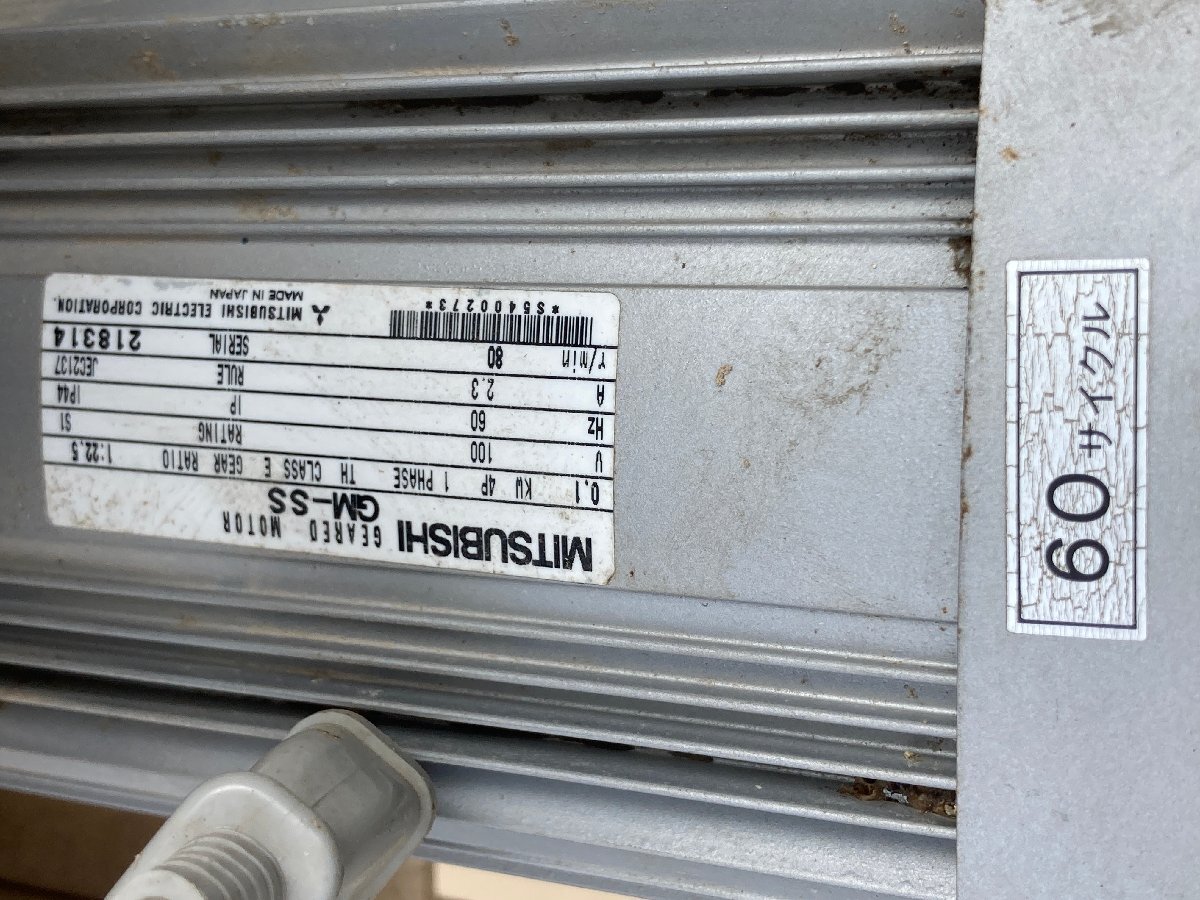 MITSUBISHI GEARED MOTOR
GM-SS
0.1 KW 4P 1 PHASE TH CLASS E GEAR RATIO 1:22.5
V 100 RATING S1
Hz 60 IP IP44
A 2.3 RULE JEC2137
r/min 80 SERIAL 218314
*S5400273*
MITSUBISHI ELECTRIC CORPORATION.
MADE IN JAPAN
60サイクル